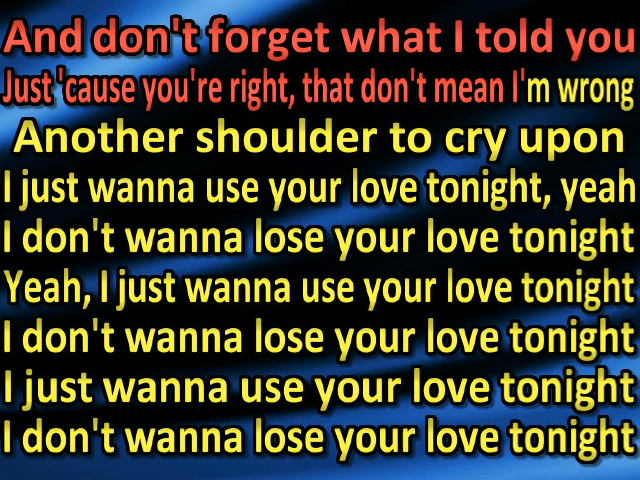 And don't forget what I told you
Just 'cause you're right, that don't mean I'm wrong
Another shoulder to cry upon
I just wanna use your love tonight, yeah
I don't wanna lose your love tonight
Yeah, I just wanna use your love tonight
I don't wanna lose your love tonight
I just wanna use your love tonight
I don't wanna lose your love tonight